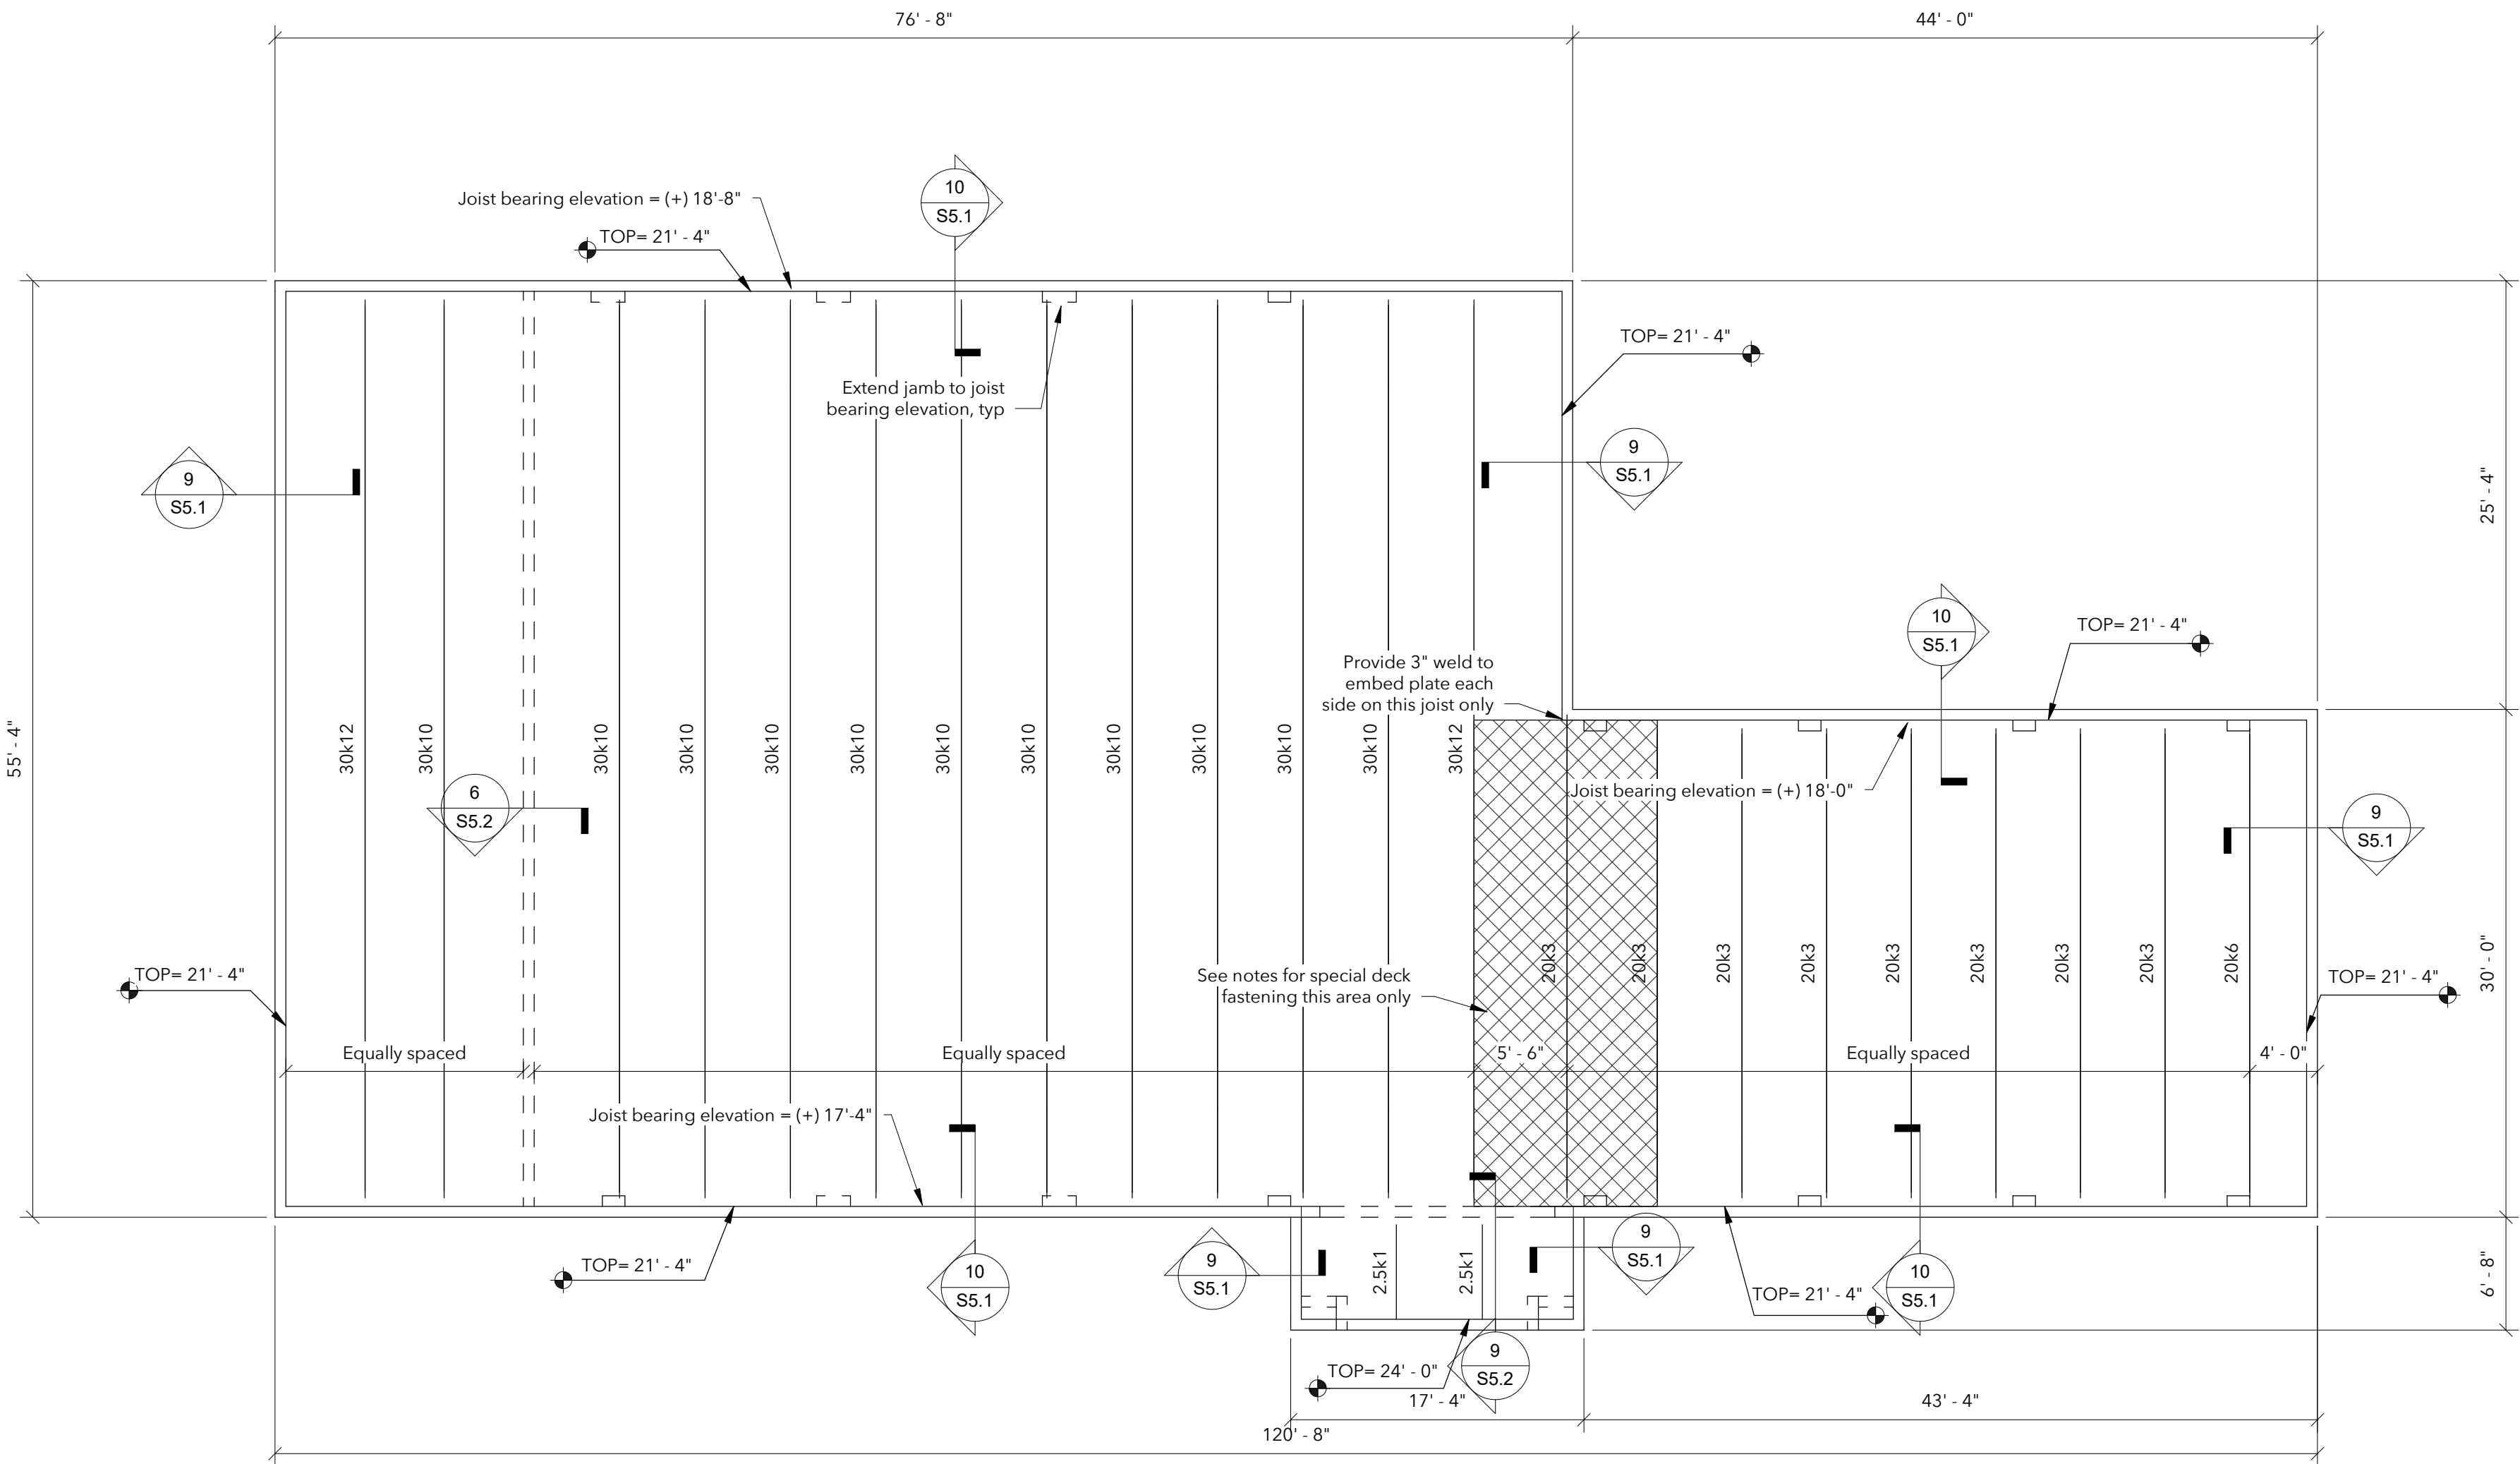 76' - 8"
44' - 0"
10
S5.1
Joist bearing elevation = (+) 18'-8"
TOP= 21' - 4"
TOP= 21' - 4"
Extend jamb to joist
bearing elevation, typ
9
S5.1
9
S5.1
25' - 4"
10
S5.1
TOP= 21' - 4"
Provide 3" weld to
embed plate each
side on this joist only
55' - 4"
30k12
30k10
30k10
30k10
30k10
30k10
30k10
30k10
30k10
30k10
30k10
30k10
30k12
Joist bearing elevation = (+) 18'-0"
6
S5.2
9
S5.1
20k3
20k3
20k3
20k3
20k3
20k3
20k3
20k3
20k6
30' - 0"
TOP= 21' - 4"
See notes for special deck
fastening this area only
TOP= 21' - 4"
Equally spaced
Equally spaced
5' - 6"
Equally spaced
4' - 0"
Joist bearing elevation = (+) 17'-4"
TOP= 21' - 4"
10
S5.1
9
S5.1
2.5k1
2.5k1
9
S5.1
TOP= 21' - 4"
10
S5.1
6' - 8"
TOP= 24' - 0"
9
S5.2
17' - 4"
43' - 4"
120' - 8"